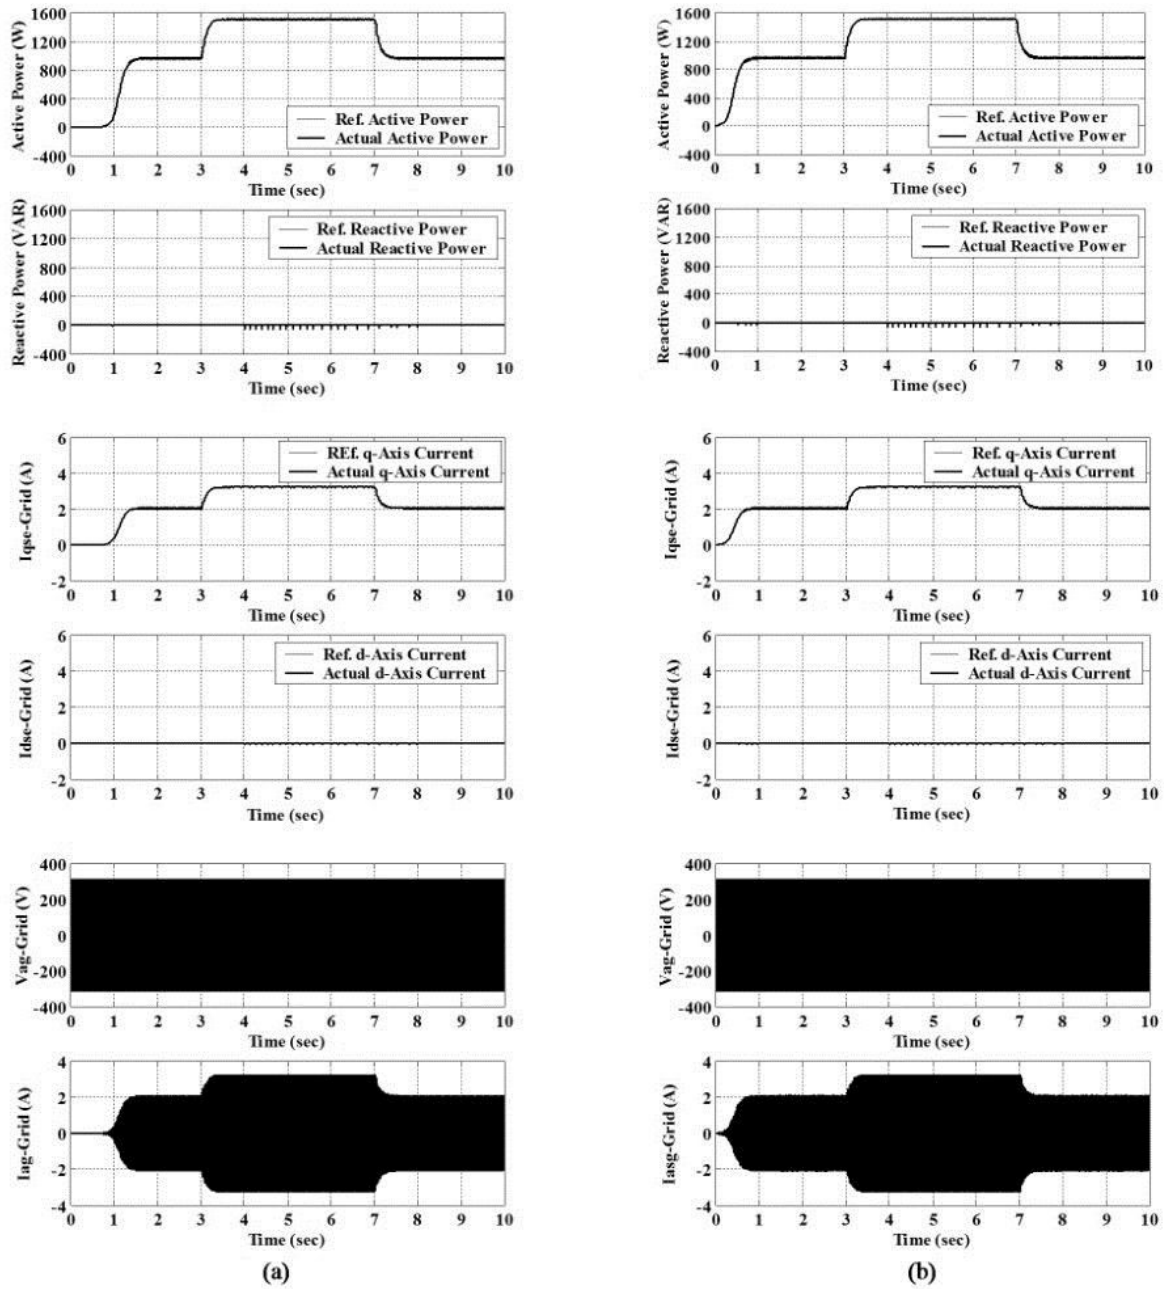 1600
1200
800
400
0
-400
Active Power (W)
Ref. Active Power
Actual Active Power
0 1 2 3 4 5 6 7 8 9 10
Time (sec)
1600
1200
800
400
0
-400
Reactive Power (VAR)
Ref. Reactive Power
Actual Reactive Power
0 1 2 3 4 5 6 7 8 9 10
Time (sec)
6
4
2
0
-2
Iqse-Grid (A)
REf. q-Axis Current
Actual q-Axis Current
0 1 2 3 4 5 6 7 8 9 10
Time (sec)
6
4
2
0
-2
Idse-Grid (A)
Ref. d-Axis Current
Actual d-Axis Current
0 1 2 3 4 5 6 7 8 9 10
Time (sec)
400
200
0
-200
-400
Vag-Grid (V)
0 1 2 3 4 5 6 7 8 9 10
Time (sec)
4
2
0
-2
-4
Iag-Grid (A)
0 1 2 3 4 5 6 7 8 9 10
Time (sec)
(a)
1600
1200
800
400
0
-400
Active Power (W)
Ref. Active Power
Actual Active Power
0 1 2 3 4 5 6 7 8 9 10
Time (sec)
1600
1200
800
400
0
-400
Reactive Power (VAR)
Ref. Reactive Power
Actual Reactive Power
0 1 2 3 4 5 6 7 8 9 10
Time (sec)
6
4
2
0
-2
Iqse-Grid (A)
Ref. q-Axis Current
Actual q-Axis Current
0 1 2 3 4 5 6 7 8 9 10
Time (sec)
6
4
2
0
-2
Idse-Grid (A)
Ref. d-Axis Current
Actual d-Axis Current
0 1 2 3 4 5 6 7 8 9 10
Time (sec)
400
200
0
-200
-400
Vag-Grid (V)
0 1 2 3 4 5 6 7 8 9 10
Time (sec)
4
2
0
-2
-4
Iasg-Grid (A)
0 1 2 3 4 5 6 7 8 9 10
Time (sec)
(b)